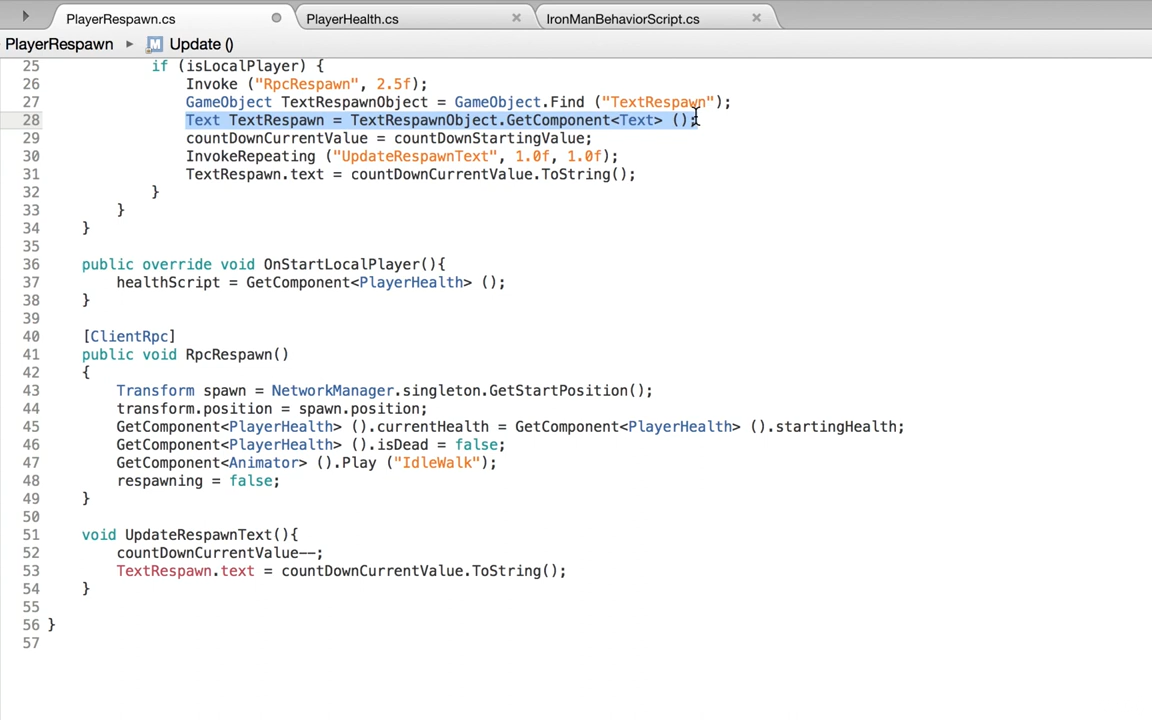 PlayerRespawn.cs PlayerHealth.cs IronManBehaviorScript.cs
PlayerRespawn ▸ M Update ()
25 if (isLocalPlayer) {
26 Invoke ("RpcRespawn", 2.5f);
27 GameObject TextRespawnObject = GameObject.Find ("TextRespawn");
28 Text TextRespawn = TextRespawnObject.GetComponent<Text> ();
29 countDownCurrentValue = countDownStartingValue;
30 InvokeRepeating ("UpdateRespawnText", 1.0f, 1.0f);
31 TextRespawn.text = countDownCurrentValue.ToString();
32 }
33 }
34 }
35
36 public override void OnStartLocalPlayer(){
37 healthScript = GetComponent<PlayerHealth> ();
38 }
39
40 [ClientRpc]
41 public void RpcRespawn()
42 {
43 Transform spawn = NetworkManager.singleton.GetStartPosition();
44 transform.position = spawn.position;
45 GetComponent<PlayerHealth> ().currentHealth = GetComponent<PlayerHealth> ().startingHealth;
46 GetComponent<PlayerHealth> ().isDead = false;
47 GetComponent<Animator> ().Play ("IdleWalk");
48 respawning = false;
49 }
50
51 void UpdateRespawnText(){
52 countDownCurrentValue--;
53 TextRespawn.text = countDownCurrentValue.ToString();
54 }
55
56 }
57